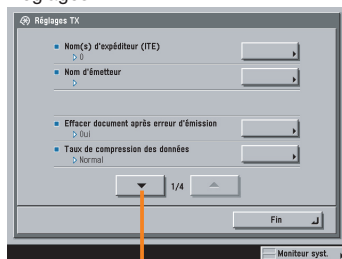 Réglages TX
Nom(s) d'expéditeur (ITE)
0
Nom d'émetteur
Effacer document après erreur d'émission
Oui
Taux de compression des données
Normal
1/4
Fin
Moniteur syst.